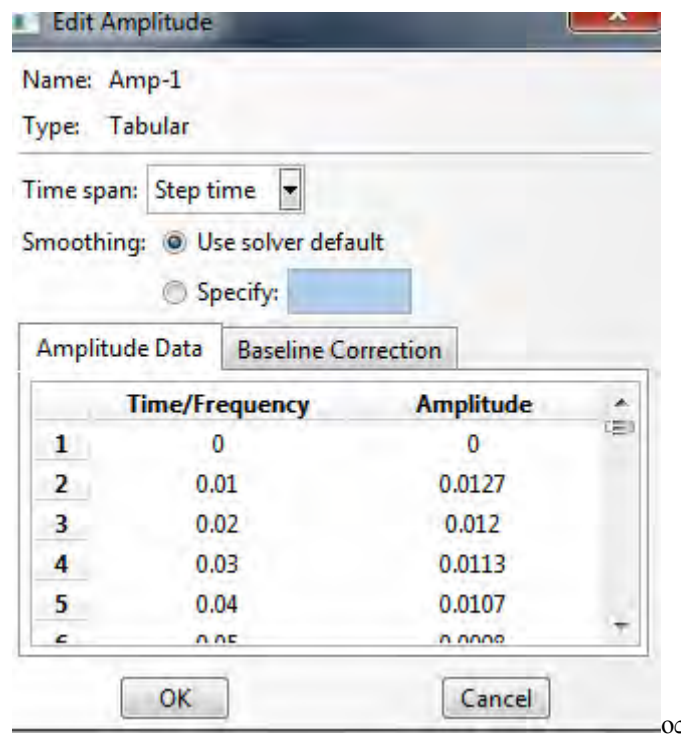 Edit Amplitude
Name: Amp-1
Type: Tabular
Time span: Step time
Smoothing: Use solver default
Specify:
Amplitude Data Baseline Correction
Time/Frequency Amplitude
1 0 0
2 0.01 0.0127
3 0.02 0.012
4 0.03 0.0113
5 0.04 0.0107
OK Cancel